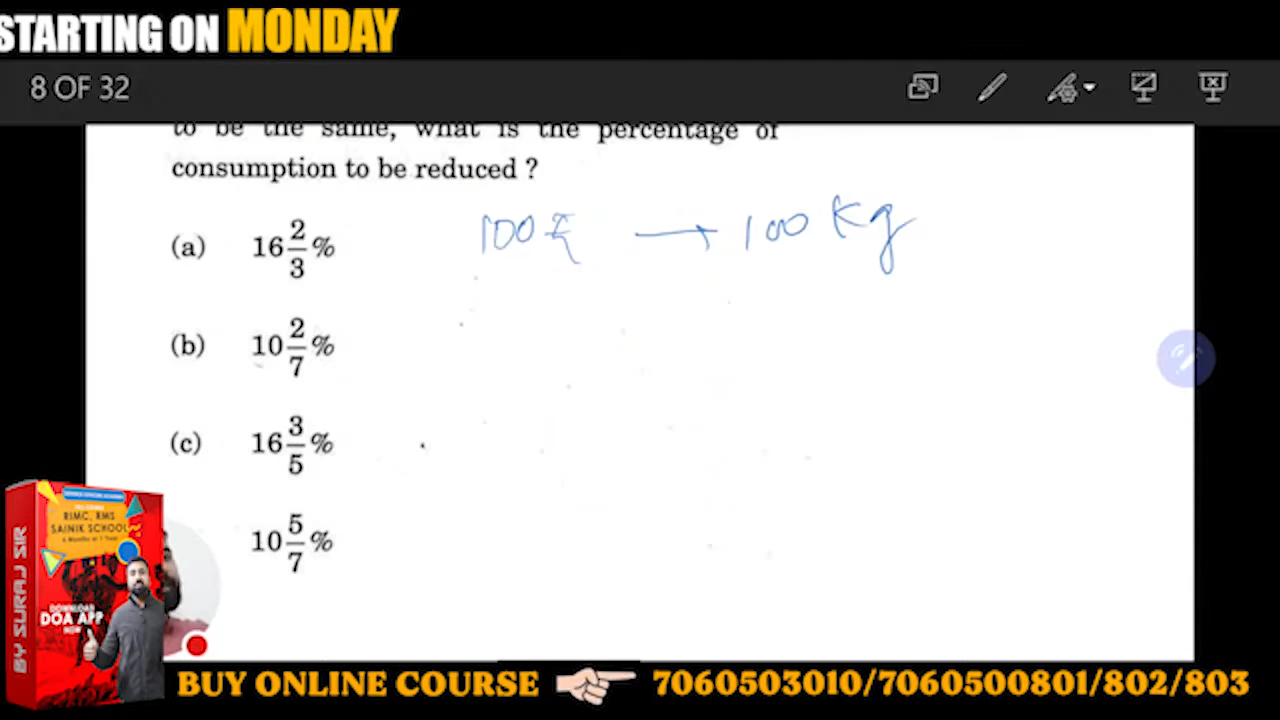 STARTING ON MONDAY
8 OF 32
to be the same, what is the percentage of
consumption to be reduced ?
100₹ → 100 Kg
(a) 16 2/3 %
(b) 10 2/7 %
(c) 16 3/5 %
10 5/7 %
RIMC, RMS
SAINIK SCHOOL
DOWNLOAD
DOA APP
NOW
BY SURAJ SIR
BUY ONLINE COURSE 7060503010/7060500801/802/803